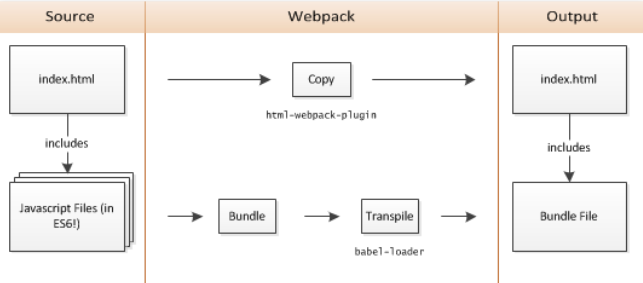 Source
Webpack
Output
index.html
Copy
index.html
html-webpack-plugin
includes
includes
Javascript Files (in
ES6!)
Bundle
Transpile
Bundle File
babel-loader